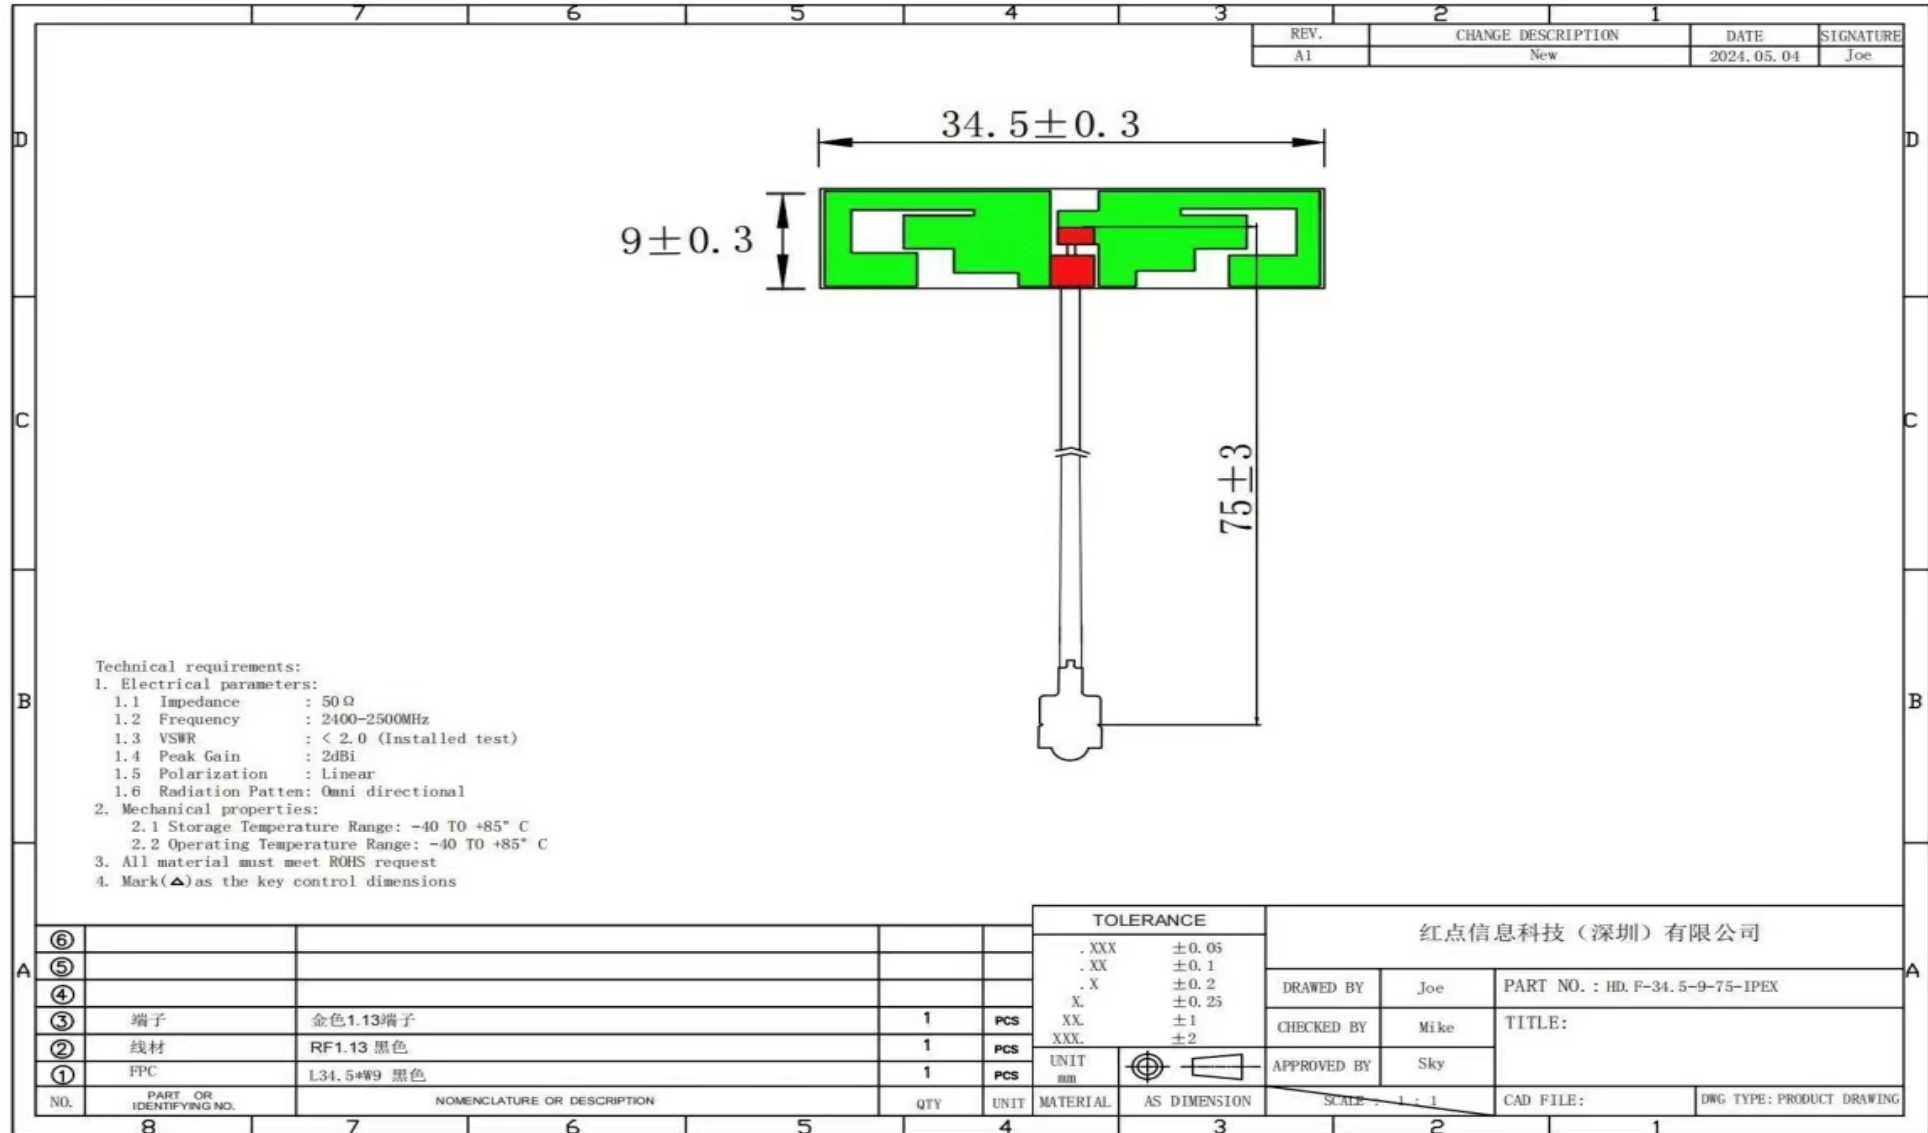 7 6 5 4 3 2 1
REV. CHANGE DESCRIPTION DATE SIGNATURE
A1 New 2024.05.04 Joe
D D
34.5±0.3
9±0.3
C C
75±3
B B
Technical requirements:
1. Electrical parameters:
1.1 Impedance : 50Ω
1.2 Frequency : 2400-2500MHz
1.3 VSWR : < 2.0 (Installed test)
1.4 Peak Gain : 2dBi
1.5 Polarization : Linear
1.6 Radiation Patten: Omni directional
2. Mechanical properties:
2.1 Storage Temperature Range: -40 TO +85° C
2.2 Operating Temperature Range: -40 TO +85° C
3. All material must meet ROHS request
4. Mark(△)as the key control dimensions
A A
⑥
⑤
④
③ 端子 金色1.13端子 1 PCS
② 线材 RF1.13 黑色 1 PCS
① FPC L34.5*W9 黑色 1 PCS
NO. PART OR IDENTIFYING NO. NOMENCLATURE OR DESCRIPTION QTY UNIT
TOLERANCE
.XXX ±0.05
.XX ±0.1
.X ±0.2
X. ±0.25
XX. ±1
XXX. ±2
UNIT
mm
MATERIAL AS DIMENSION
红点信息科技（深圳）有限公司
DRAWED BY Joe PART NO.: HD.F-34.5-9-75-IPEX
CHECKED BY Mike TITLE:
APPROVED BY Sky
SCALE : 1 : 1 CAD FILE: DWG TYPE: PRODUCT DRAWING
8 7 6 5 4 3 2 1